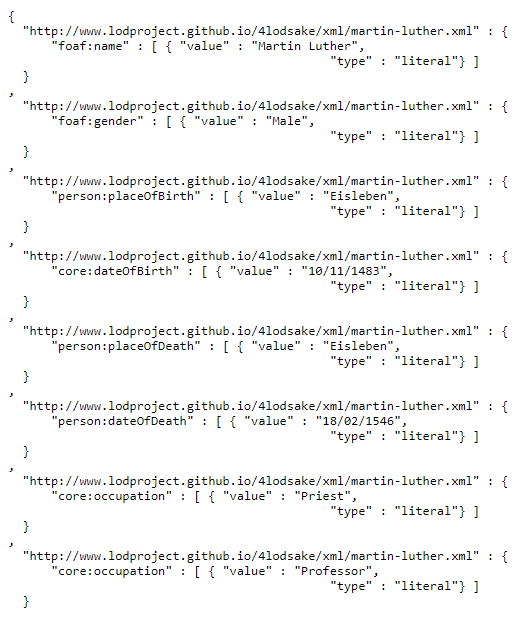 {
  "http://www.lodproject.github.io/4lodsake/xml/martin-luther.xml" : {
      "foaf:name" : [ { "value" : "Martin Luther",
                                             "type" : "literal"} ]
  }
,
  "http://www.lodproject.github.io/4lodsake/xml/martin-luther.xml" : {
      "foaf:gender" : [ { "value" : "Male",
                                             "type" : "literal"} ]
  }
,
  "http://www.lodproject.github.io/4lodsake/xml/martin-luther.xml" : {
      "person:placeOfBirth" : [ { "value" : "Eisleben",
                                             "type" : "literal"} ]
  }
,
  "http://www.lodproject.github.io/4lodsake/xml/martin-luther.xml" : {
      "core:dateOfBirth" : [ { "value" : "10/11/1483",
                                             "type" : "literal"} ]
  }
,
  "http://www.lodproject.github.io/4lodsake/xml/martin-luther.xml" : {
      "person:placeOfDeath" : [ { "value" : "Eisleben",
                                             "type" : "literal"} ]
  }
,
  "http://www.lodproject.github.io/4lodsake/xml/martin-luther.xml" : {
      "person:dateOfDeath" : [ { "value" : "18/02/1546",
                                             "type" : "literal"} ]
  }
,
  "http://www.lodproject.github.io/4lodsake/xml/martin-luther.xml" : {
      "core:occupation" : [ { "value" : "Priest",
                                             "type" : "literal"} ]
  }
,
  "http://www.lodproject.github.io/4lodsake/xml/martin-luther.xml" : {
      "core:occupation" : [ { "value" : "Professor",
                                             "type" : "literal"} ]
  }